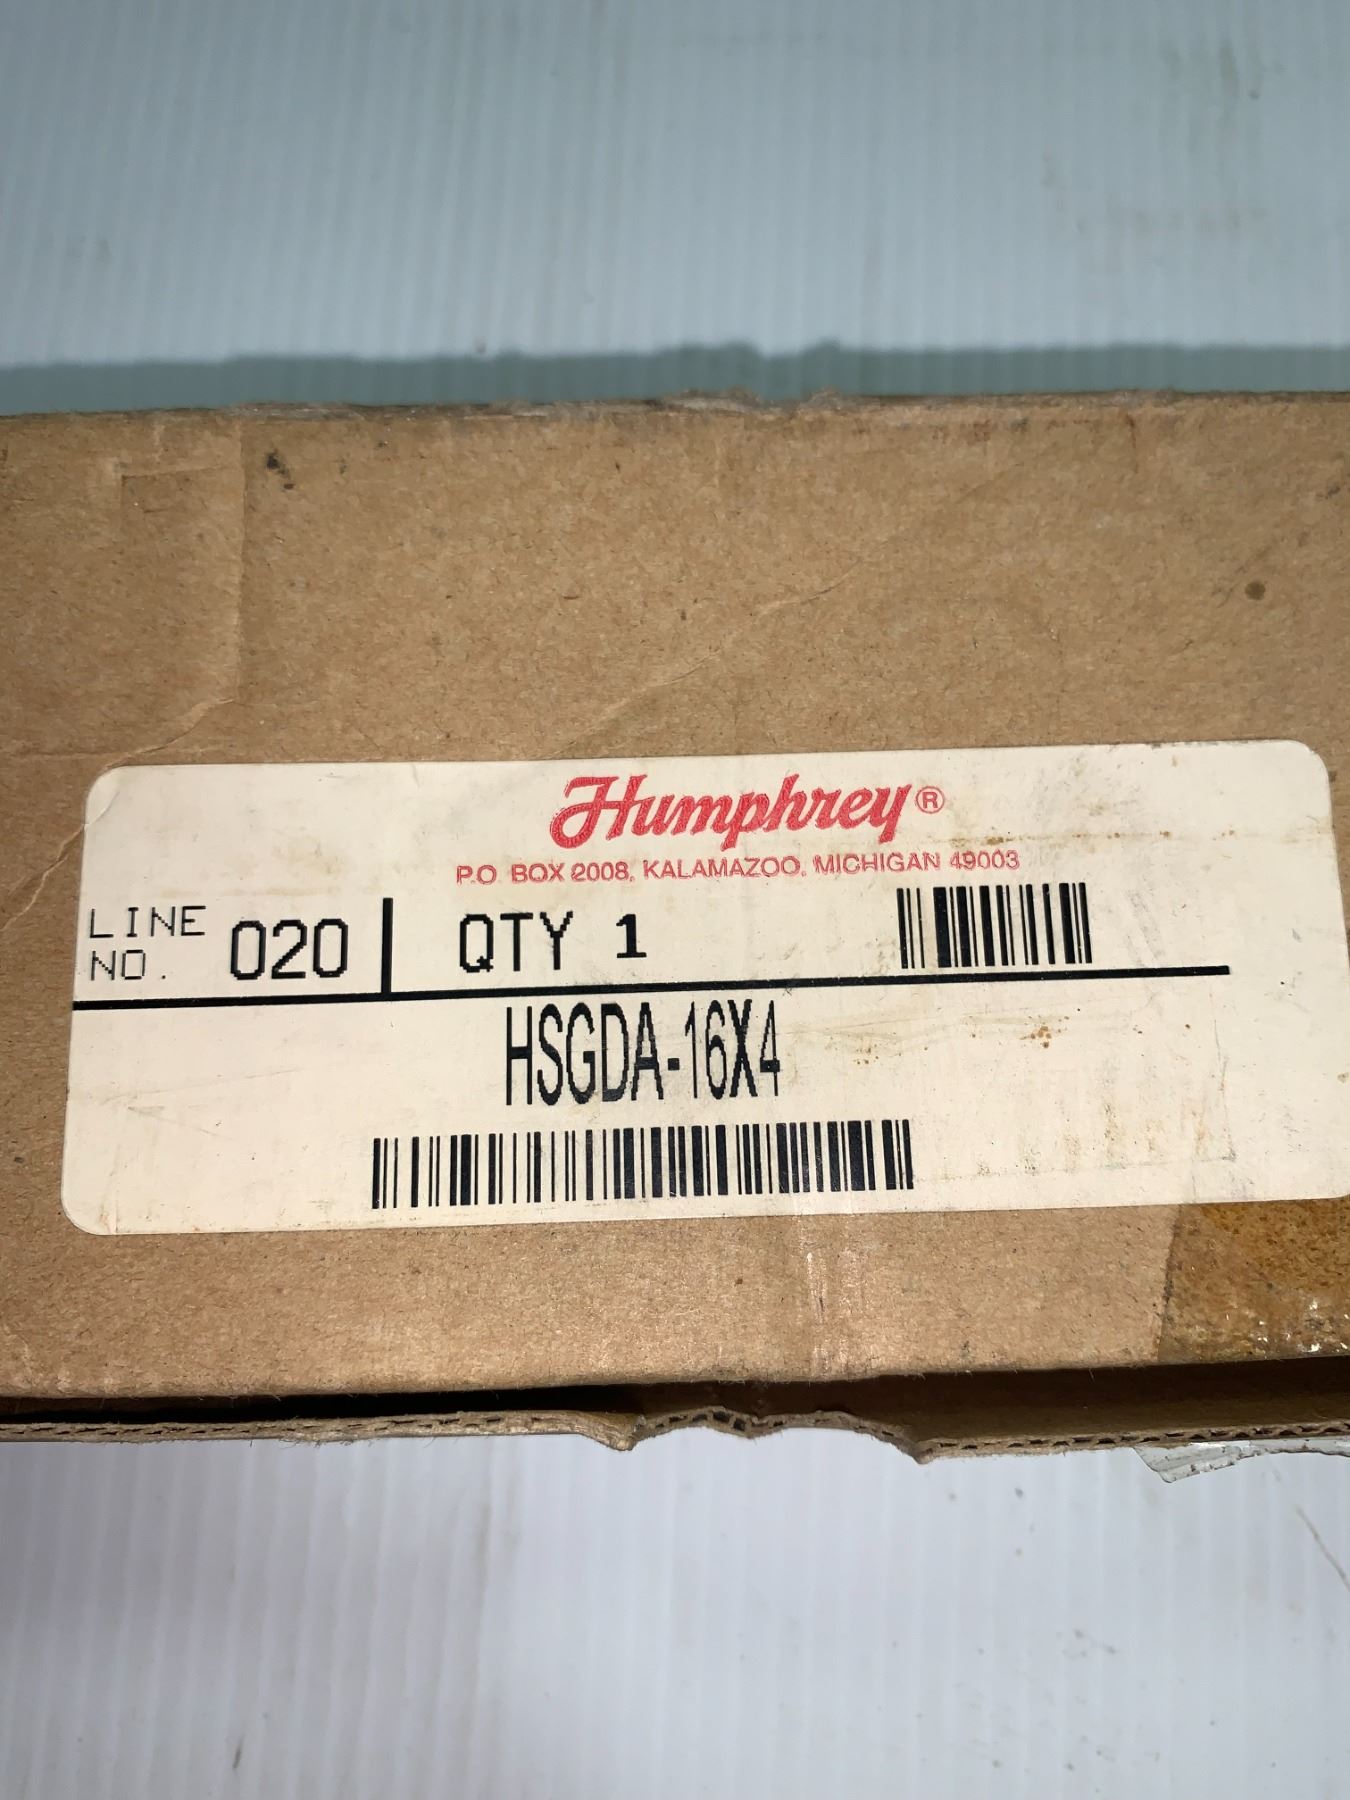 Humphrey®
P.O. BOX 2008, KALAMAZOO, MICHIGAN 49003
LINE NO. 020 QTY 1
HSGDA-16X4